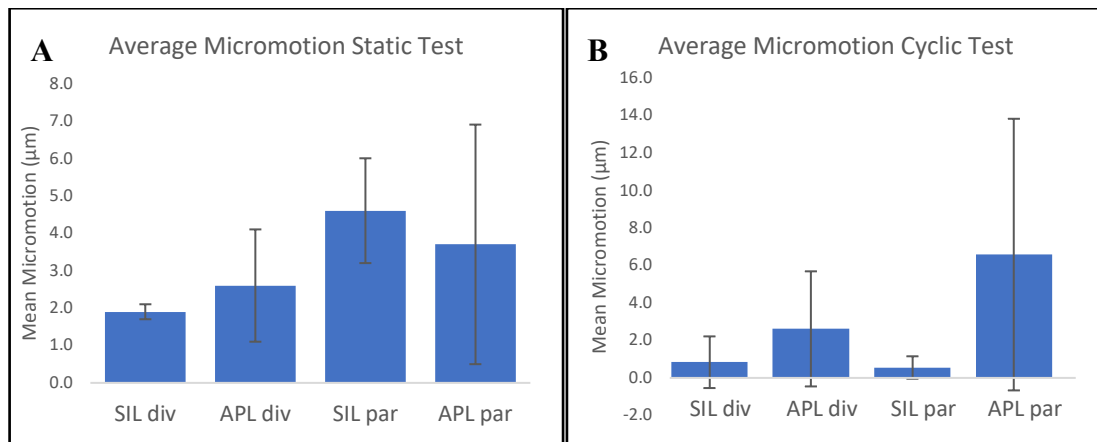 A
Average Micromotion Static Test
Mean Micromotion (µm)
8.0
7.0
6.0
5.0
4.0
3.0
2.0
1.0
0.0
SIL div APL div SIL par APL par
B
Average Micromotion Cyclic Test
Mean Micromotion (µm)
16.0
14.0
12.0
10.0
8.0
6.0
4.0
2.0
0.0
-2.0
SIL div APL div SIL par APL par